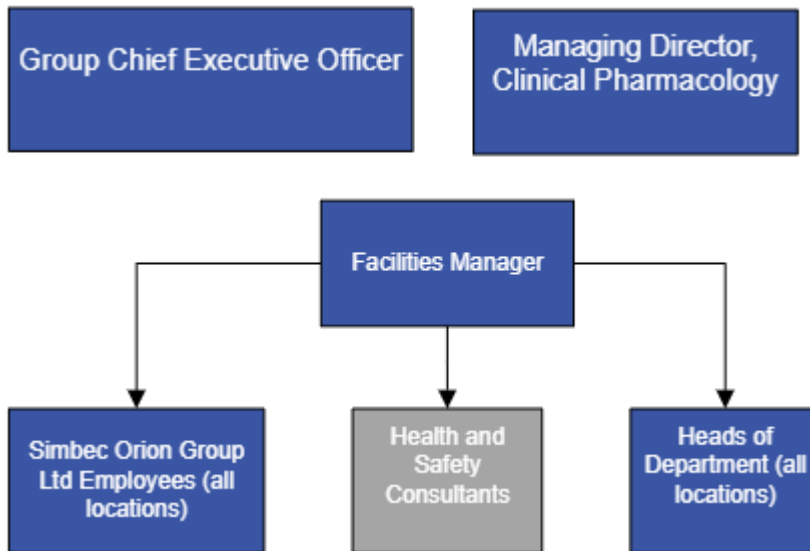 Group Chief Executive Officer
Managing Director,
Clinical Pharmacology
Facilities Manager
Simbec Orion Group
Ltd Employees (all
locations)
Health and
Safety
Consultants
Heads of
Department (all
locations)